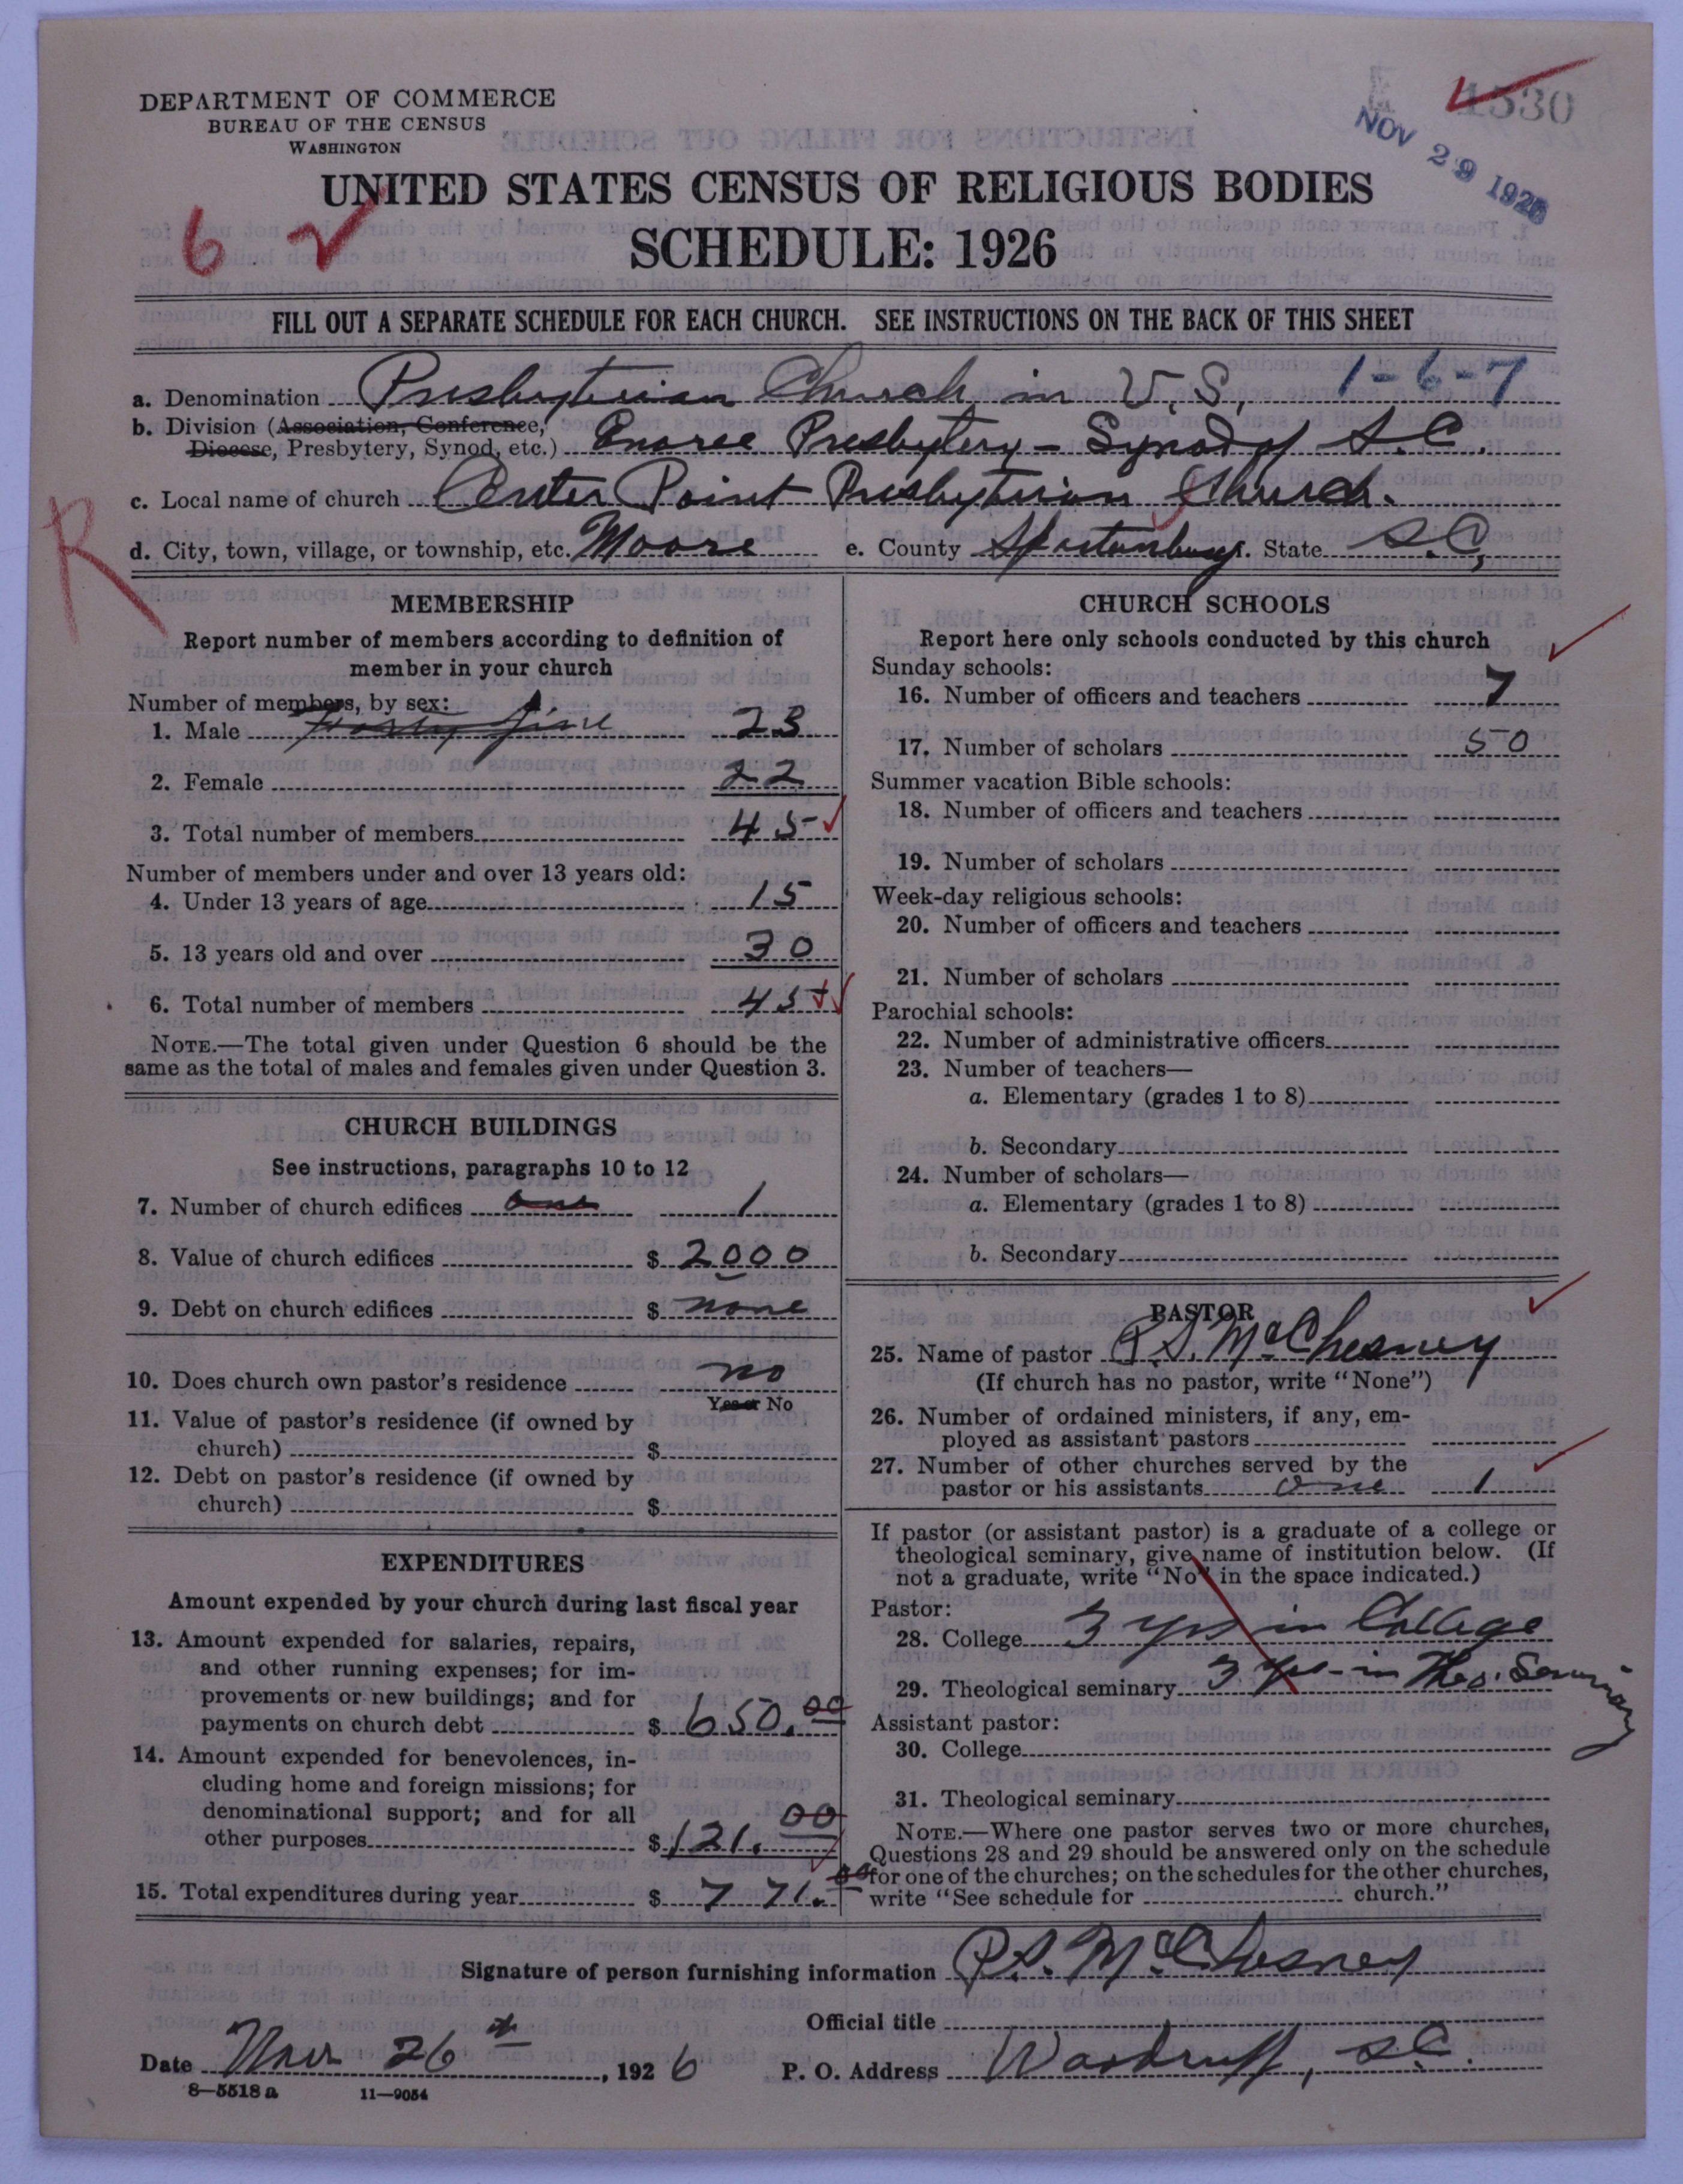 DEPARTMENT OF COMMERCE
BUREAU OF THE CENSUS
WASHINGTON
1530
NOV 29 1926
UNITED STATES CENSUS OF RELIGIOUS BODIES
SCHEDULE: 1926
6
FILL OUT A SEPARATE SCHEDULE FOR EACH CHURCH. SEE INSTRUCTIONS ON THE BACK OF THIS SHEET
a. Denomination Presbyterian Church in U.S. 1-6-7
b. Division (Association, Conference,
Diocese, Presbytery, Synod, etc.) Enoree Presbytery - Synod of S.C.
c. Local name of church Center Point Presbyterian Church.
d. City, town, village, or township, etc. Moore e. County Spartanburg. State S.C,
R
MEMBERSHIP
Report number of members according to definition of
member in your church
Number of members, by sex:
1. Male Forty five 23
2. Female 22
3. Total number of members 45
Number of members under and over 13 years old:
4. Under 13 years of age 15
5. 13 years old and over 30
6. Total number of members 45
NOTE.—The total given under Question 6 should be the
same as the total of males and females given under Question 3.
CHURCH BUILDINGS
See instructions, paragraphs 10 to 12
7. Number of church edifices one 1
8. Value of church edifices $ 2000
9. Debt on church edifices $ none
10. Does church own pastor's residence no
Yes or No
11. Value of pastor's residence (if owned by
church) $
12. Debt on pastor's residence (if owned by
church) $
EXPENDITURES
Amount expended by your church during last fiscal year
13. Amount expended for salaries, repairs,
and other running expenses; for im-
provements or new buildings; and for
payments on church debt $ 650.00
14. Amount expended for benevolences, in-
cluding home and foreign missions; for
denominational support; and for all
other purposes $ 121.00
15. Total expenditures during year $ 771.00
CHURCH SCHOOLS
Report here only schools conducted by this church
Sunday schools:
16. Number of officers and teachers 7
17. Number of scholars 50
Summer vacation Bible schools:
18. Number of officers and teachers
19. Number of scholars
Week-day religious schools:
20. Number of officers and teachers
21. Number of scholars
Parochial schools:
22. Number of administrative officers
23. Number of teachers—
a. Elementary (grades 1 to 8)
b. Secondary
24. Number of scholars—
a. Elementary (grades 1 to 8)
b. Secondary
PASTOR
25. Name of pastor P.S. McChesney
(If church has no pastor, write "None")
26. Number of ordained ministers, if any, em-
ployed as assistant pastors
27. Number of other churches served by the
pastor or his assistants one 1
If pastor (or assistant pastor) is a graduate of a college or
theological seminary, give name of institution below. (If
not a graduate, write "No" in the space indicated.)
Pastor:
28. College 3 yrs in College
29. Theological seminary 3 yrs - in Theo. Seminary
Assistant pastor:
30. College
31. Theological seminary
NOTE.—Where one pastor serves two or more churches,
Questions 28 and 29 should be answered only on the schedule
for one of the churches; on the schedules for the other churches,
write "See schedule for church."
Signature of person furnishing information P.S. McChesney
Official title
Date Nov 26th, 1926 P. O. Address Woodruff, S.C.
8—5518 a 11—9054